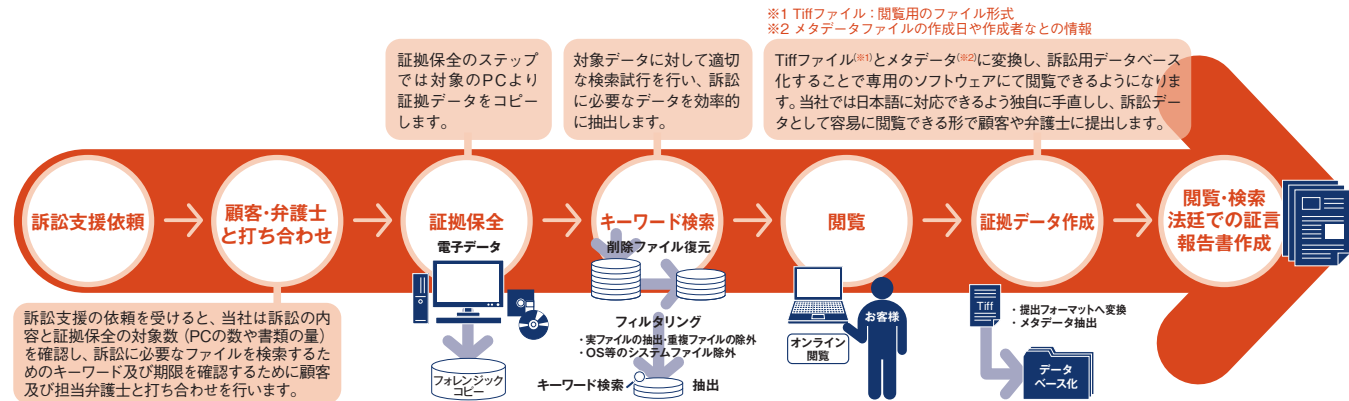 ※1 Tiffファイル：閲覧用のファイル形式
※2 メタデータファイルの作成日や作成者などの情報
証拠保全のステップ
では対象のPCより
証拠データをコピー
します。
対象データに対して適切
な検索試行を行い、訴訟
に必要なデータを効率的
に抽出します。
Tiffファイル(※1)とメタデータ(※2)に変換し、訴訟用データベース
化することで専用のソフトウェアにて閲覧できるようになりま
す。当社では日本語に対応できるよう独自に手直しし、訴訟デー
タとして容易に閲覧できる形で顧客や弁護士に提出します。
訴訟支援依頼
顧客・弁護士
と打ち合わせ
証拠保全
キーワード検索
閲覧
証拠データ作成
閲覧・検索
法廷での証言
報告書作成
訴訟支援の依頼を受けると、当社は訴訟の内
容と証拠保全の対象数（PCの数や書類の量）
を確認し、訴訟に必要なファイルを検索するた
めのキーワード及び期限を確認するために顧客
及び担当弁護士と打ち合わせを行います。
電子データ
フォレンジック
コピー
削除ファイル復元
フィルタリング
・実ファイルの抽出・重複ファイルの除外
・OS等のシステムファイル除外
キーワード検索
抽出
お客様
オンライン
閲覧
Tiff
・提出フォーマットへ変換
・メタデータ抽出
データ
ベース化